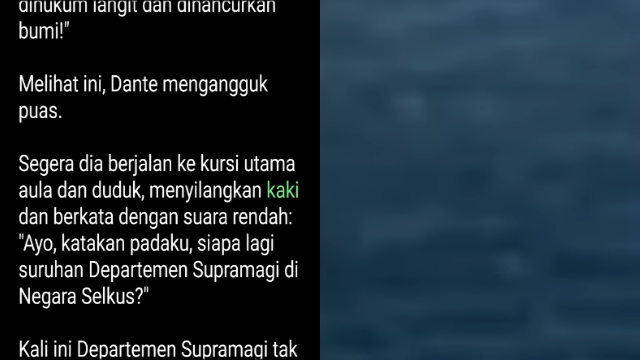 dihukum langit dan dihancurkan
bumi!"
Melihat ini, Dante mengangguk
puas.
Segera dia berjalan ke kursi utama
aula dan duduk, menyilangkan kaki
dan berkata dengan suara rendah:
"Ayo, katakan padaku, siapa lagi
suruhan Departemen Supramagi di
Negara Selkus?"
Kali ini Departemen Supramagi tak